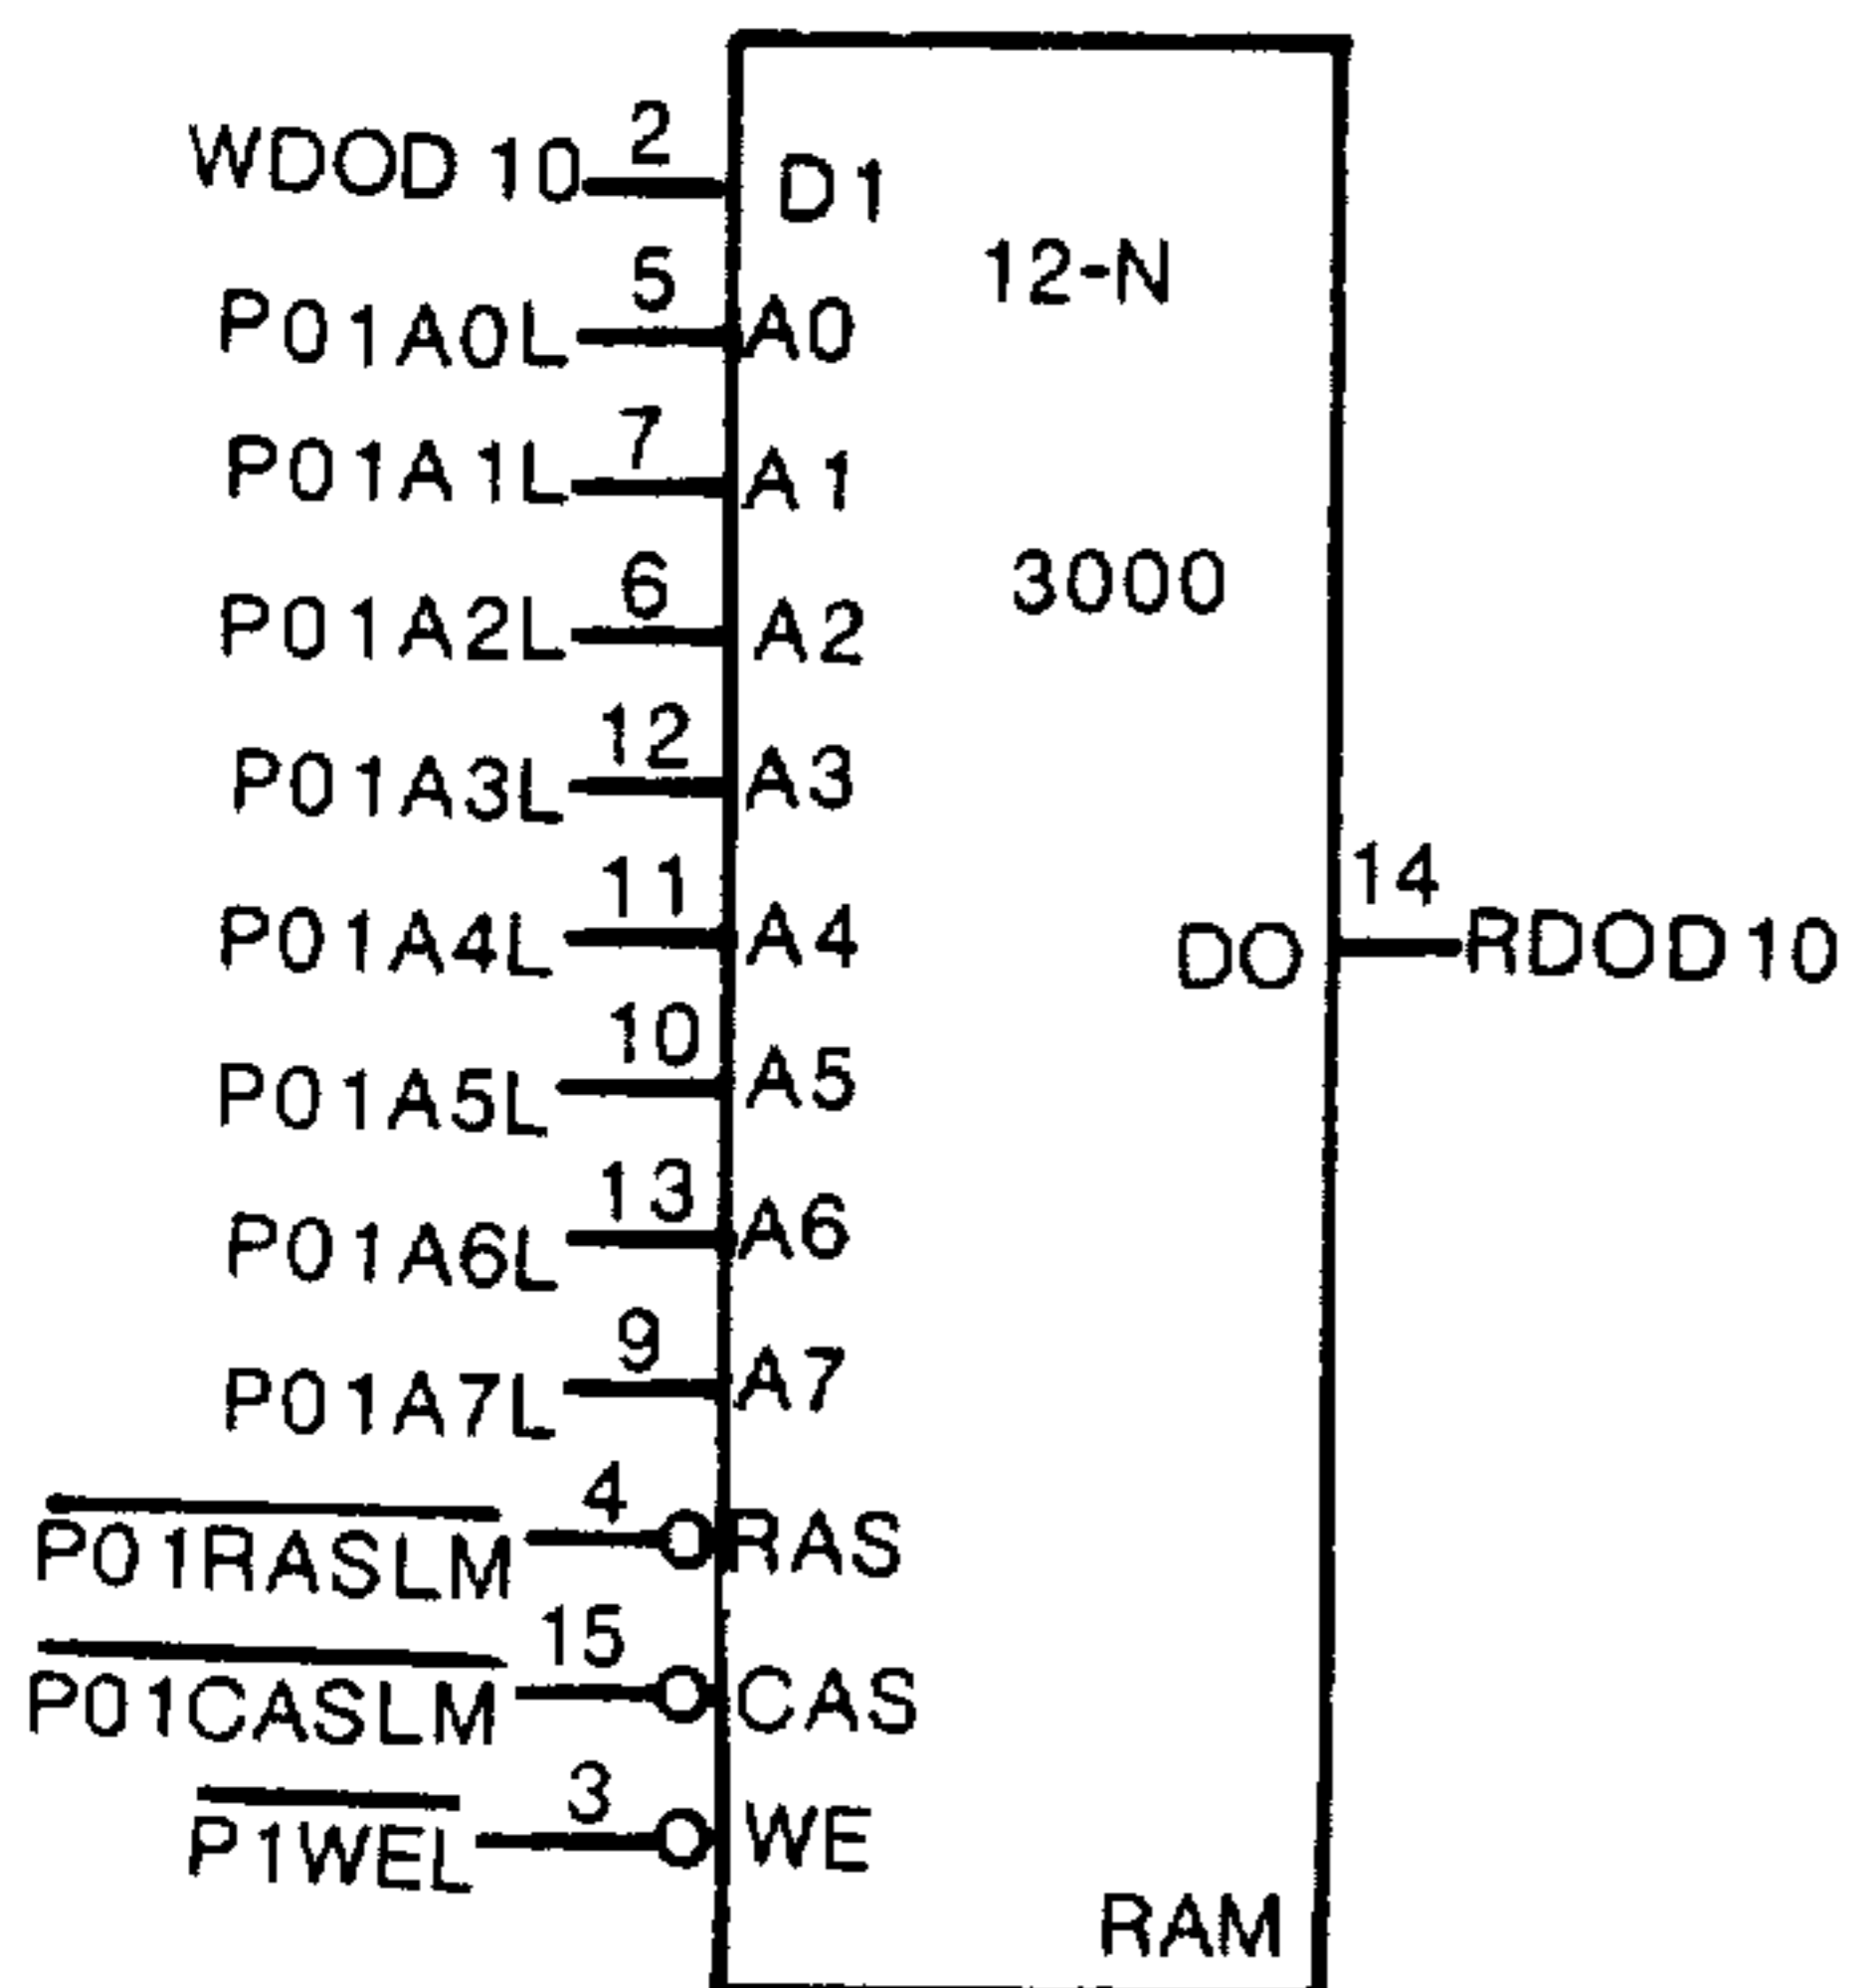 WDOD10 2 D1
12-N
P01A0L 5 A0
P01A1L 7 A1
3000
P01A2L 6 A2
P01A3L 12 A3
P01A4L 11 A4
14
DO RDOD10
P01A5L 10 A5
P01A6L 13 A6
P01A7L 9 A7
P01RASLM 4 RAS
P01CASLM 15 CAS
P1WEL 3 WE
RAM